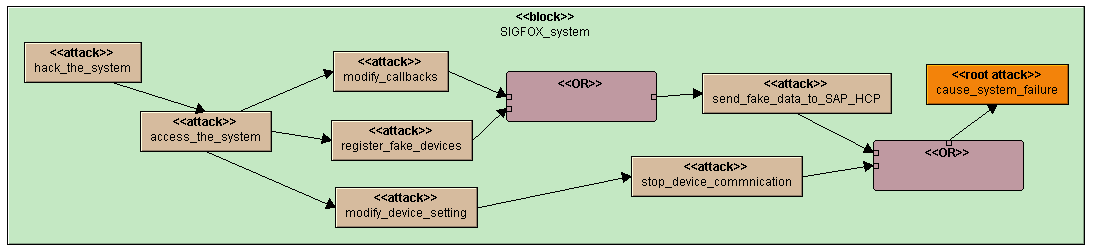 <<block>>
SIGFOX_system
<<attack>>
hack_the_system
<<attack>>
access_the_system
<<attack>>
modify_callbacks
<<attack>>
register_fake_devices
<<attack>>
modify_device_setting
<<OR>>
<<attack>>
send_fake_data_to_SAP_HCP
<<attack>>
stop_device_commnication
<<OR>>
<<root attack>>
cause_system_failure